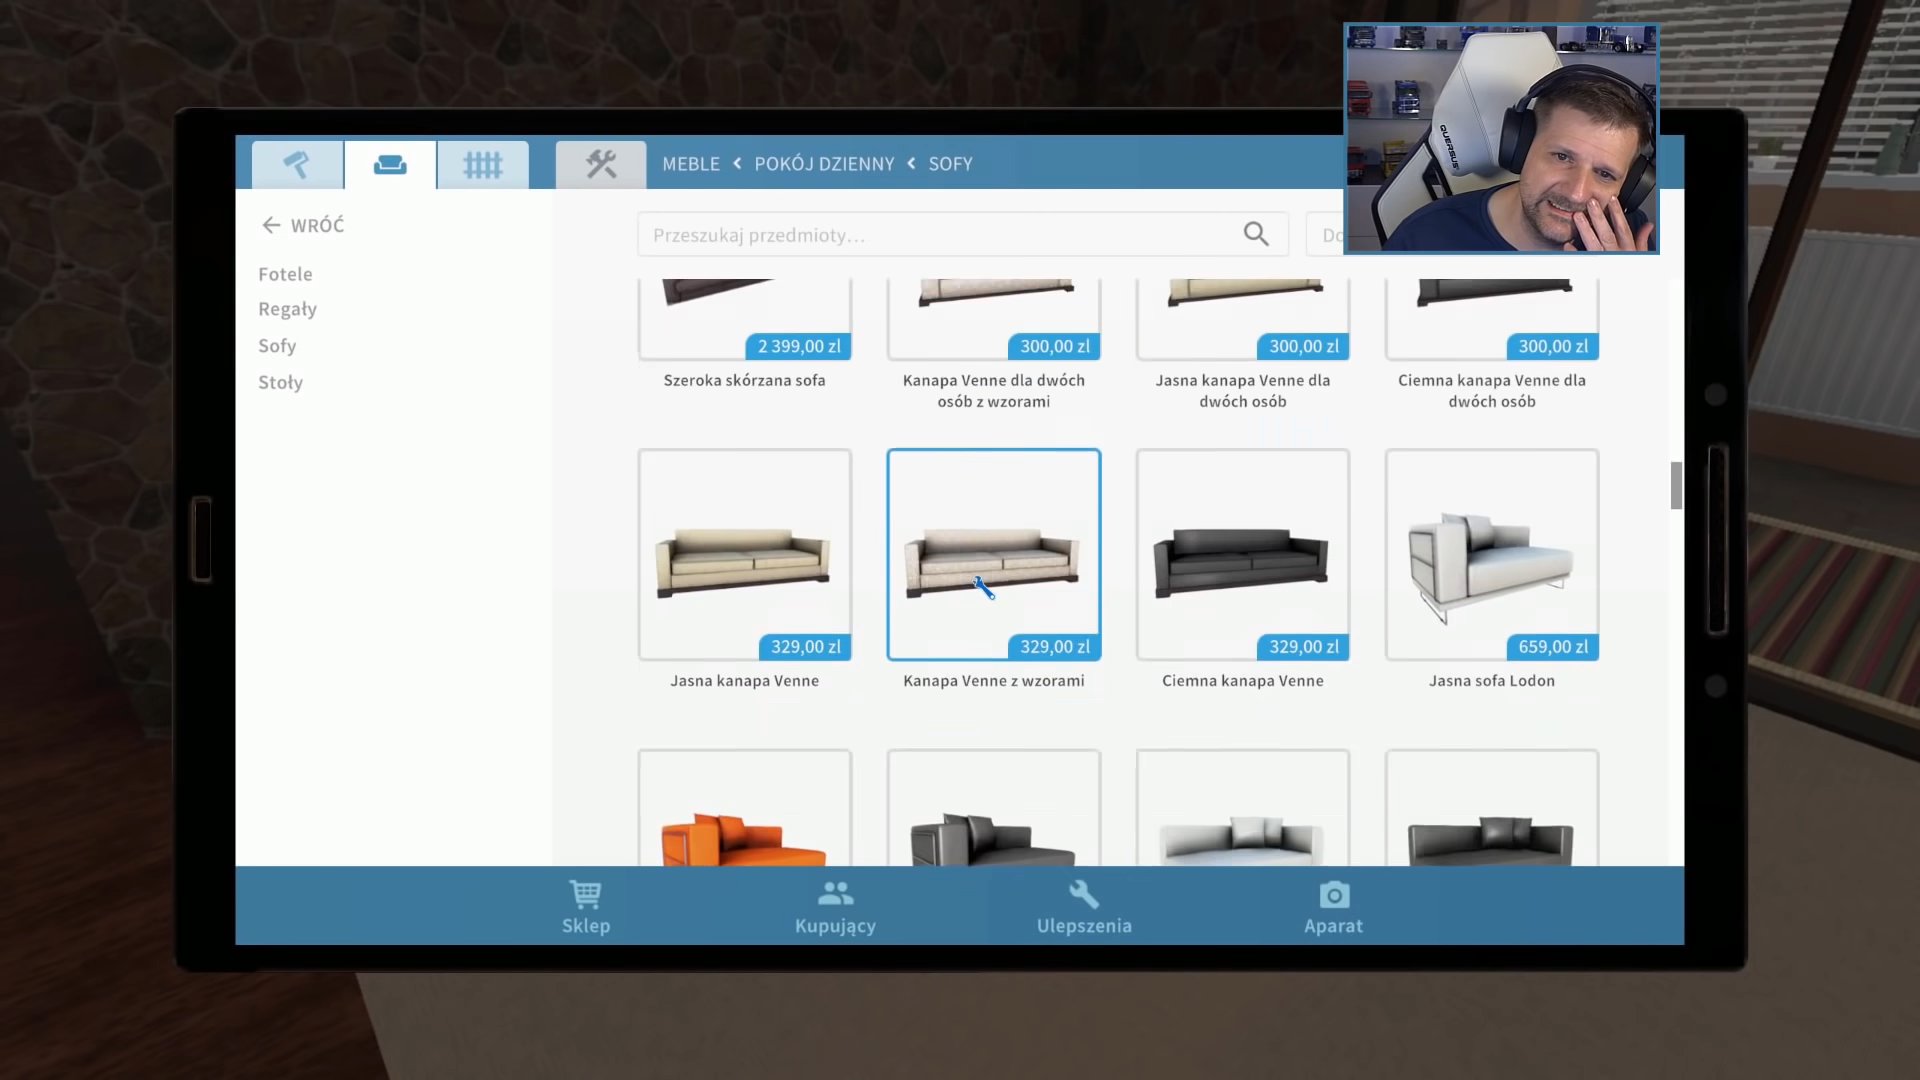 QUERSUS
MEBLE < POKÓJ DZIENNY < SOFY
WRÓĆ
Przeszukaj przedmioty...
Do
Fotele
Regały
Sofy
Stoły
2 399,00 zl
300,00 zl
300,00 zl
300,00 zl
Szeroka skórzana sofa
Kanapa Venne dla dwóch
osób z wzorami
Jasna kanapa Venne dla
dwóch osób
Ciemna kanapa Venne dla
dwóch osób
329,00 zl
329,00 zl
329,00 zl
659,00 zl
Jasna kanapa Venne
Kanapa Venne z wzorami
Ciemna kanapa Venne
Jasna sofa Lodon
Sklep
Kupujący
Ulepszenia
Aparat